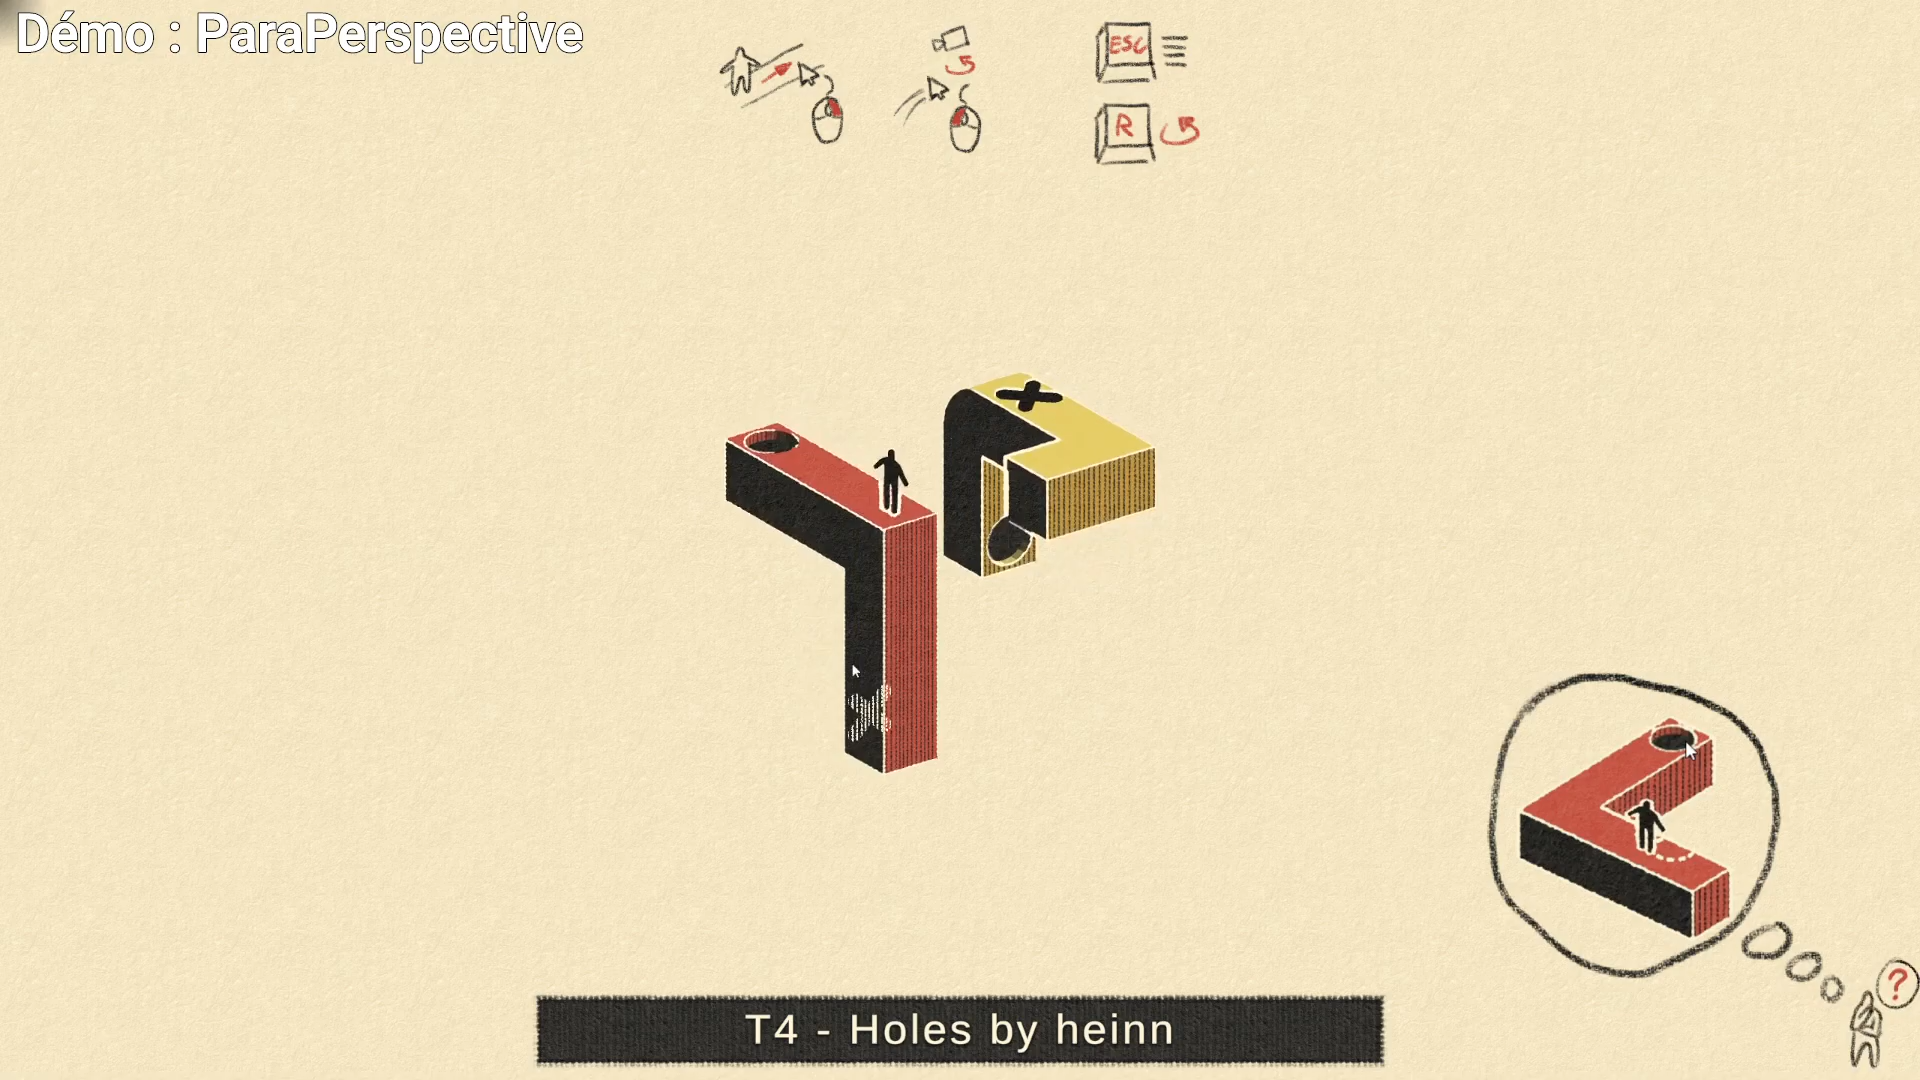 Démo : ParaPerspective
ESC
R
?
T4 - Holes by heinn